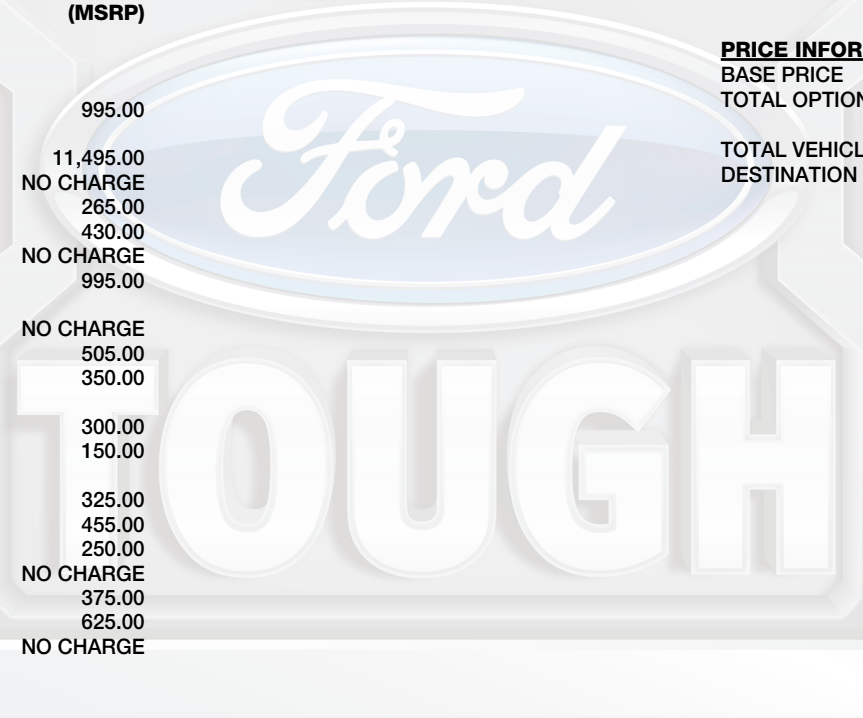 (MSRP)
995.00
11,495.00
NO CHARGE
265.00
430.00
NO CHARGE
995.00
NO CHARGE
505.00
350.00
300.00
150.00
325.00
455.00
250.00
NO CHARGE
375.00
625.00
NO CHARGE
PRICE INFOR
BASE PRICE
TOTAL OPTION
TOTAL VEHICL
DESTINATION
Ford
TOUGH